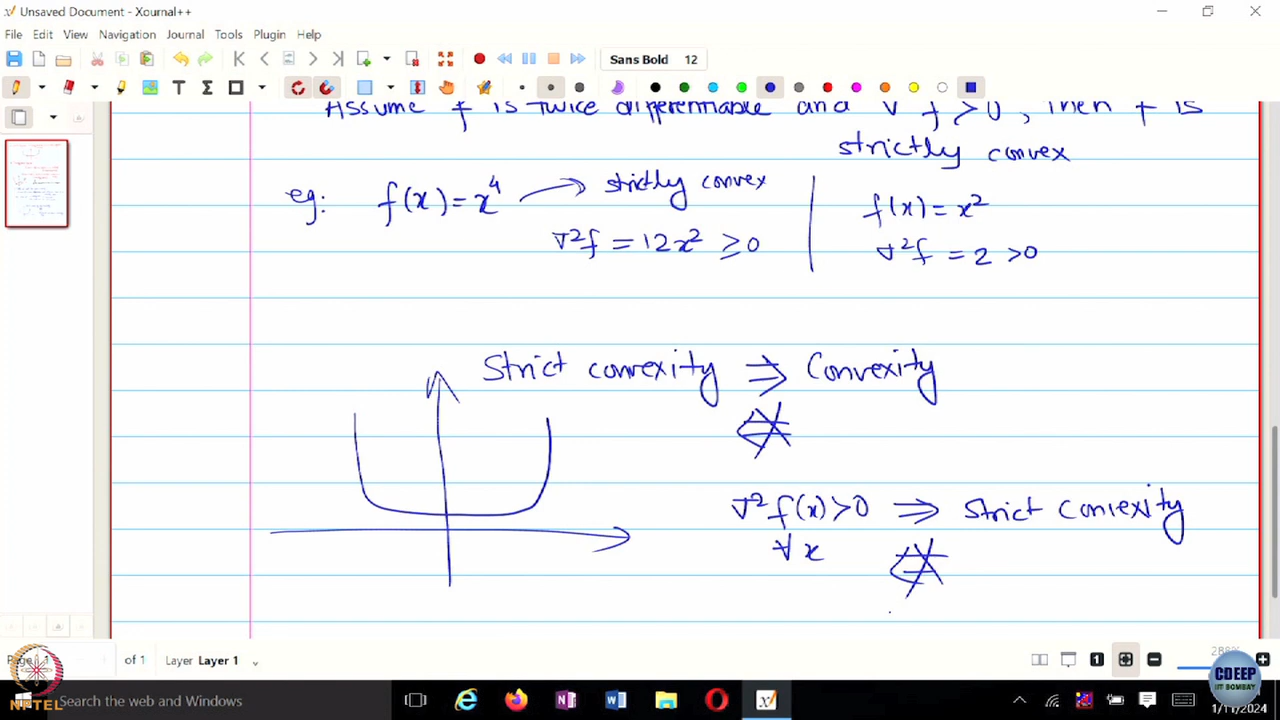 Unsaved Document - Xournal++
File Edit View Navigation Journal Tools Plugin Help
Sans Bold 12
Assume f is twice differentiable and ∇²f > 0, Then f is
strictly convex
eg: f(x) = x⁴ → strictly convex
∇²f = 12x² ≥ 0
f(x) = x²
∇²f = 2 > 0
Strict convexity ⇒ Convexity
⇍
∇²f(x) > 0 ⇒ Strict convexity
∀ x
⇍
of 1 Layer Layer 1
288%
Search the web and Windows
NPTEL
CDEEP
IIT BOMBAY
1/11/2024